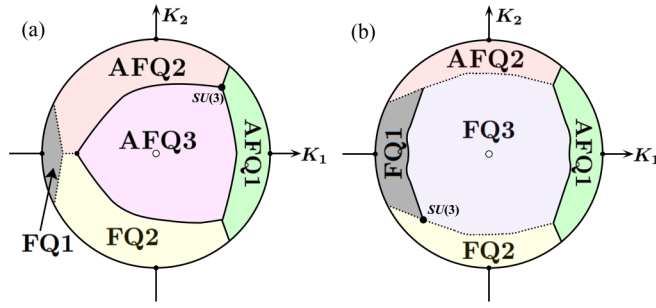 (a)
K₂
AFQ2
SU(3)
AFQ3
AFQ1
K₁
FQ1
FQ2
(b)
K₂
AFQ2
FQ1
FQ3
AFQ1
K₁
SU(3)
FQ2